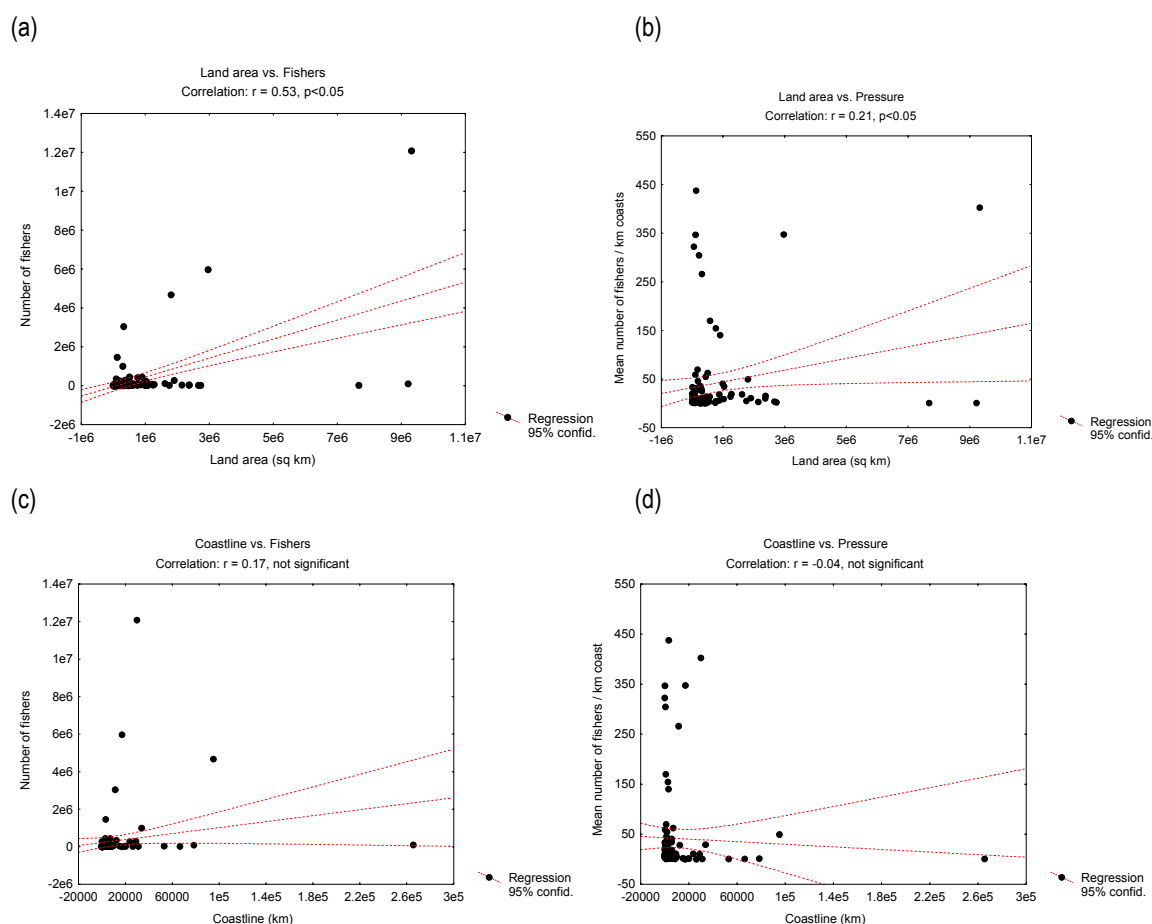 (a)
Land area vs. Fishers
Correlation: r = 0.53, p<0.05
Number of fishers
1.4e7
1.2e7
1e7
8e6
6e6
4e6
2e6
0
-2e6
-1e6 1e6 3e6 5e6 7e6 9e6 1.1e7
Land area (sq km)
Regression
95% confid.
(b)
Land area vs. Pressure
Correlation: r = 0.21, p<0.05
Mean number of fishers / km coasts
550
450
350
250
150
50
-50
-1e6 1e6 3e6 5e6 7e6 9e6 1.1e7
Land area (sq km)
Regression
95% confid.
(c)
Coastline vs. Fishers
Correlation: r = 0.17, not significant
Number of fishers
1.4e7
1.2e7
1e7
8e6
6e6
4e6
2e6
0
-2e6
-20000 20000 60000 1e5 1.4e5 1.8e5 2.2e5 2.6e5 3e5
Coastline (km)
Regression
95% confid.
(d)
Coastline vs. Pressure
Correlation: r = -0.04, not significant
Mean number of fishers / km coast
550
450
350
250
150
50
-50
-20000 20000 60000 1e5 1.4e5 1.8e5 2.2e5 2.6e5 3e5
Coastline (km)
Regression
95% confid.